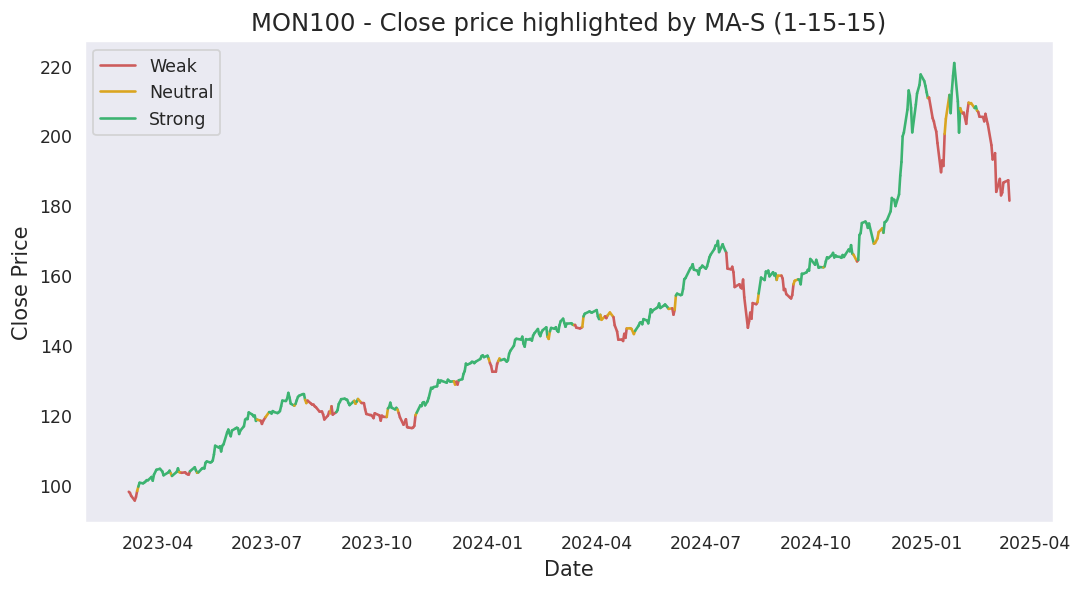 MON100 - Close price highlighted by MA-S (1-15-15)
Weak
Neutral
Strong
220
200
180
160
140
120
100
Close Price
2023-04 2023-07 2023-10 2024-01 2024-04 2024-07 2024-10 2025-01 2025-04
Date